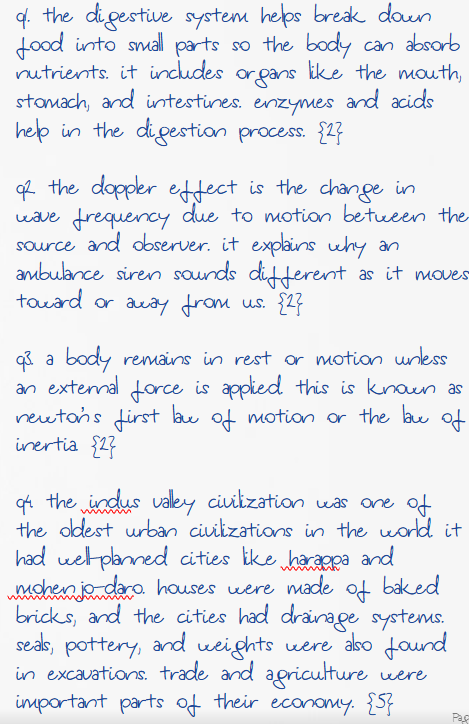 q1. the digestive system helps break down
food into small parts so the body can absorb
nutrients. it includes organs like the mouth,
stomach, and intestines. enzymes and acids
help in the digestion process. {2}
q2. the doppler effect is the change in
wave frequency due to motion between the
source and observer. it explains why an
ambulance siren sounds different as it moves
toward or away from us. {2}
q3. a body remains in rest or motion unless
an external force is applied. this is known as
newton's first law of motion or the law of
inertia. {2}
q4. the indus valley civilization was one of
the oldest urban civilizations in the world. it
had well-planned cities like harappa and
mohenjo-daro. houses were made of baked
bricks, and the cities had drainage systems.
seals, pottery, and weights were also found
in excavations. trade and agriculture were
important parts of their economy. {5}